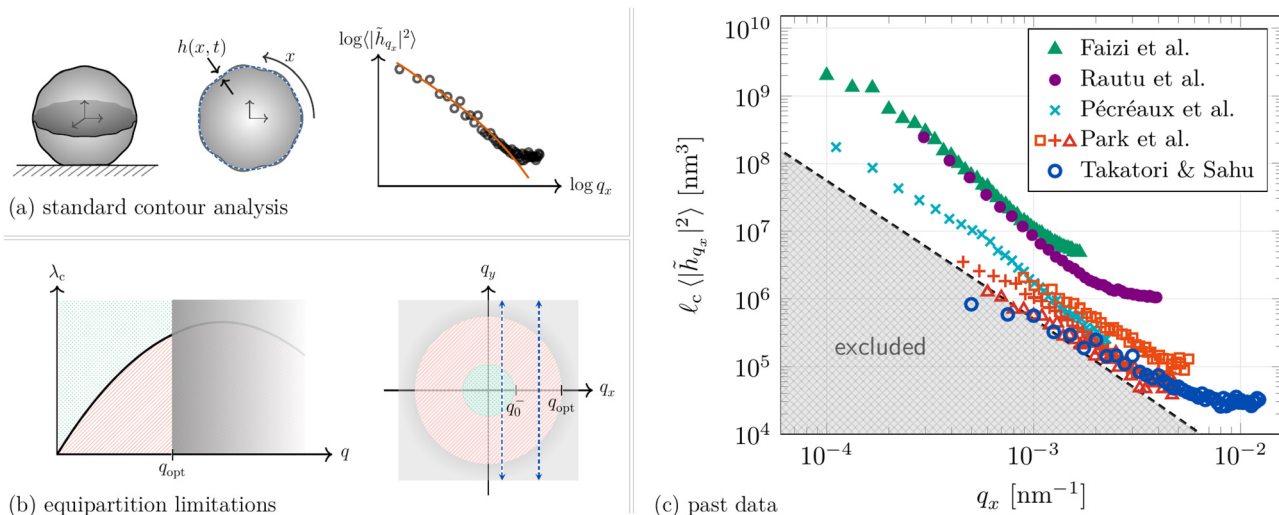 h(x, t)
x
log⟨|h̃_{q_x}|²⟩
log q_x
(a) standard contour analysis
λ_c
q
q_opt
q_y
q_x
q_0^-
q_opt
(b) equipartition limitations
ℓ_c ⟨|h̃_{q_x}|²⟩ [nm³]
10^{10}
10^9
10^8
10^7
10^6
10^5
10^4
Faizi et al.
Rautu et al.
Pécréaux et al.
Park et al.
Takatori & Sahu
excluded
10^{-4}
10^{-3}
10^{-2}
q_x [nm^{-1}]
(c) past data